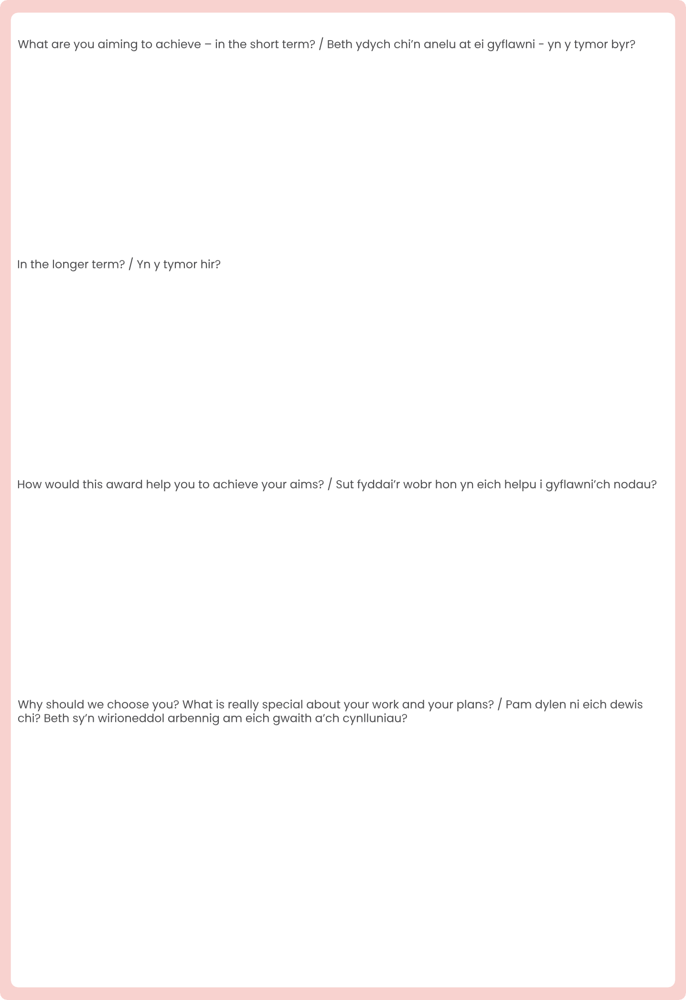 What are you aiming to achieve – in the short term? / Beth ydych chi’n anelu at ei gyflawni - yn y tymor byr?
In the longer term? / Yn y tymor hir?
How would this award help you to achieve your aims? / Sut fyddai’r wobr hon yn eich helpu i gyflawni’ch nodau?
Why should we choose you? What is really special about your work and your plans? / Pam dylen ni eich dewis
chi? Beth sy’n wirioneddol arbennig am eich gwaith a’ch cynlluniau?